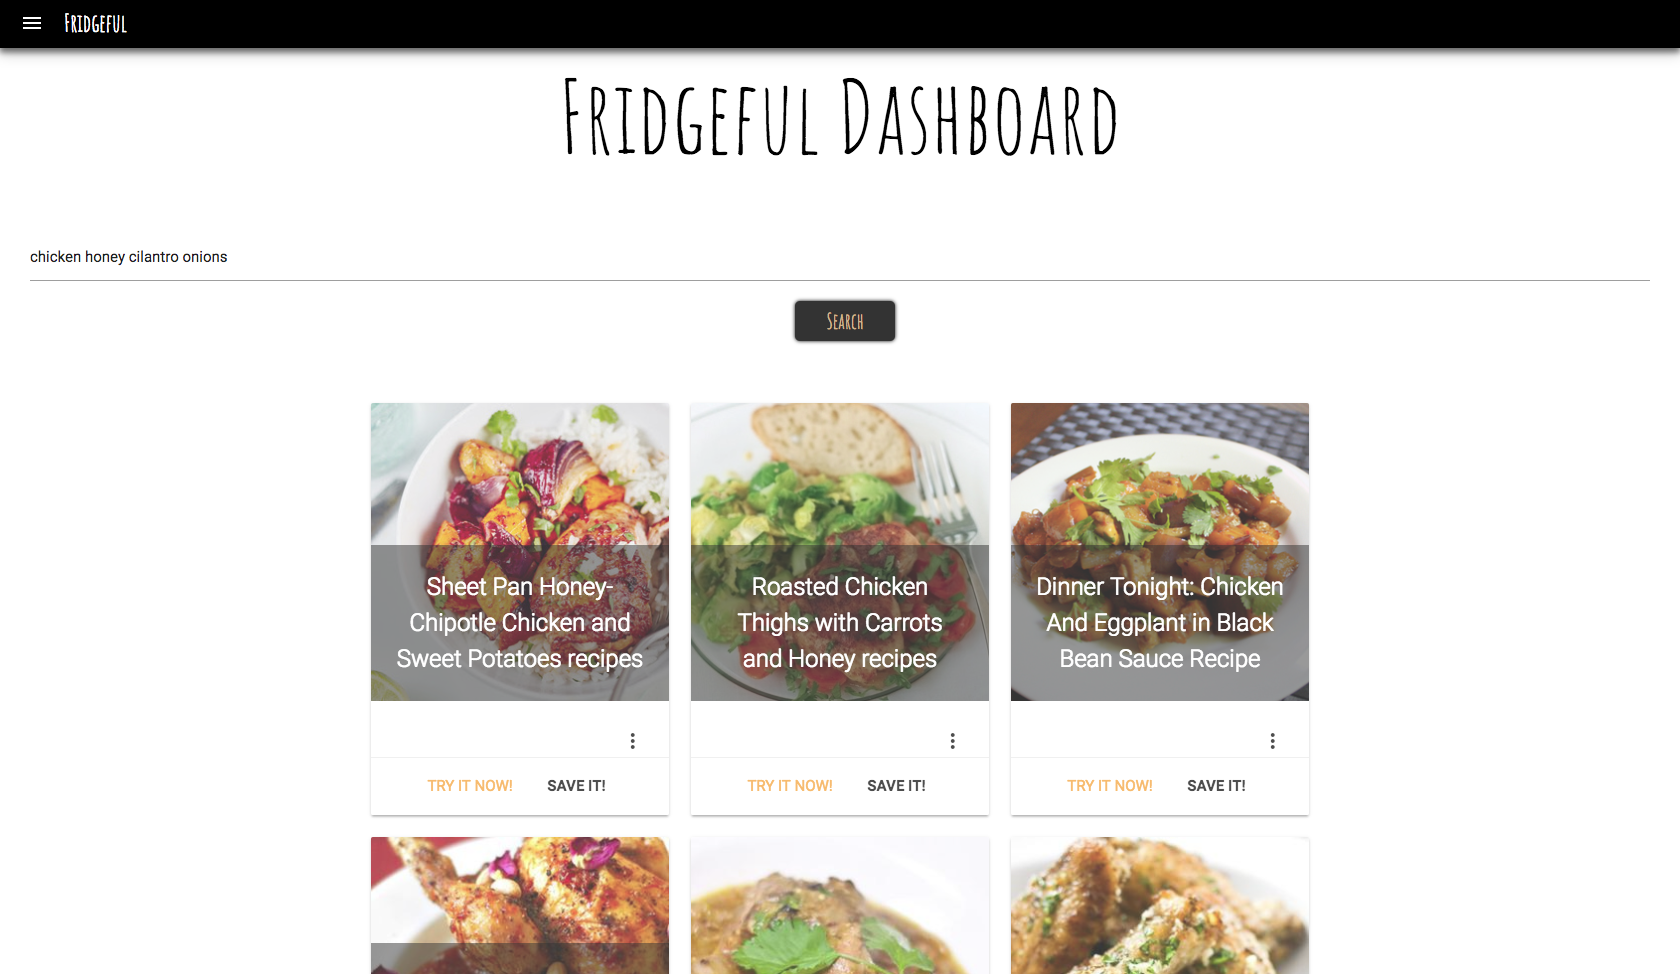 Fridgeful
Fridgeful Dashboard
chicken honey cilantro onions
Search
Sheet Pan Honey-
Chipotle Chicken and
Sweet Potatoes recipes
Roasted Chicken
Thighs with Carrots
and Honey recipes
Dinner Tonight: Chicken
And Eggplant in Black
Bean Sauce Recipe
TRY IT NOW! SAVE IT!
TRY IT NOW! SAVE IT!
TRY IT NOW! SAVE IT!